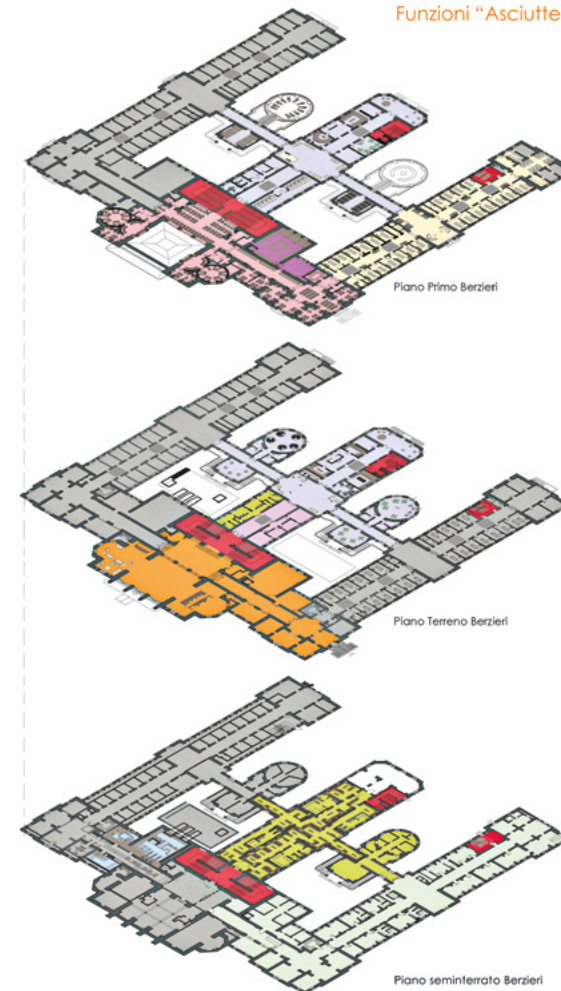 Funzioni “Asciutte
Piano Primo Berzieri
Piano Terreno Berzieri
Piano seminterrato Berzieri